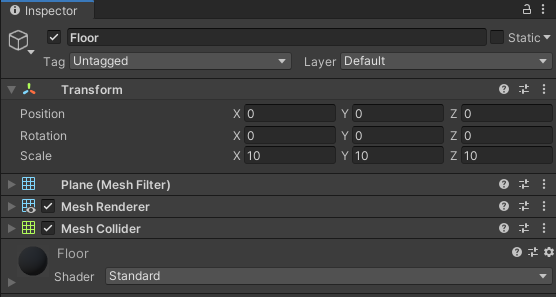 Inspector
Floor Static
Tag Untagged Layer Default
Transform
Position X 0 Y 0 Z 0
Rotation X 0 Y 0 Z 0
Scale X 10 Y 10 Z 10
Plane (Mesh Filter)
Mesh Renderer
Mesh Collider
Floor
Shader Standard